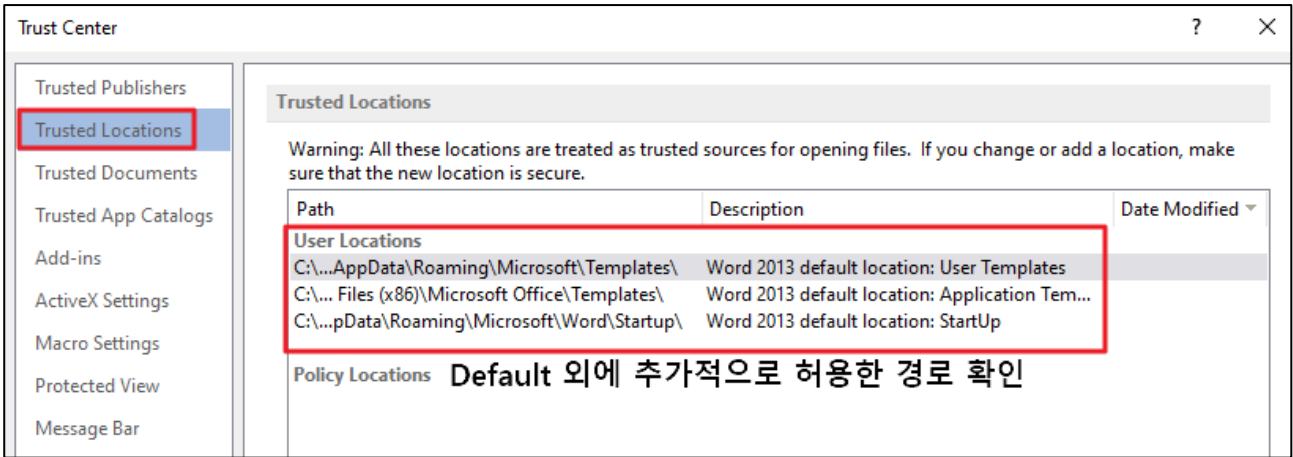 Trust Center
? ×
Trusted Publishers
Trusted Locations
Trusted Documents
Trusted App Catalogs
Add-ins
ActiveX Settings
Macro Settings
Protected View
Message Bar
Trusted Locations
Warning: All these locations are treated as trusted sources for opening files. If you change or add a location, make
sure that the new location is secure.
Path Description Date Modified
User Locations
C:\...AppData\Roaming\Microsoft\Templates\ Word 2013 default location: User Templates
C:\... Files (x86)\Microsoft Office\Templates\ Word 2013 default location: Application Tem...
C:\...pData\Roaming\Microsoft\Word\Startup\ Word 2013 default location: StartUp
Policy Locations Default 외에 추가적으로 허용한 경로 확인